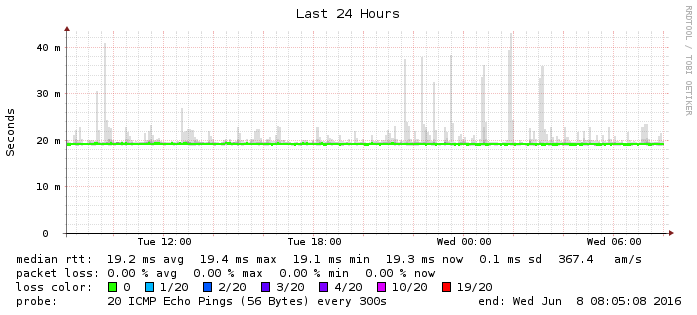 Last 24 Hours
RRDTOOL / TOBI OETIKER
Seconds
40 m
30 m
20 m
10 m
0
Tue 12:00 Tue 18:00 Wed 00:00 Wed 06:00
median rtt: 19.2 ms avg 19.4 ms max 19.1 ms min 19.3 ms now 0.1 ms sd 367.4 am/s
packet loss: 0.00 % avg 0.00 % max 0.00 % min 0.00 % now
loss color: 0 1/20 2/20 3/20 4/20 10/20 19/20
probe: 20 ICMP Echo Pings (56 Bytes) every 300s end: Wed Jun 8 08:05:08 2016